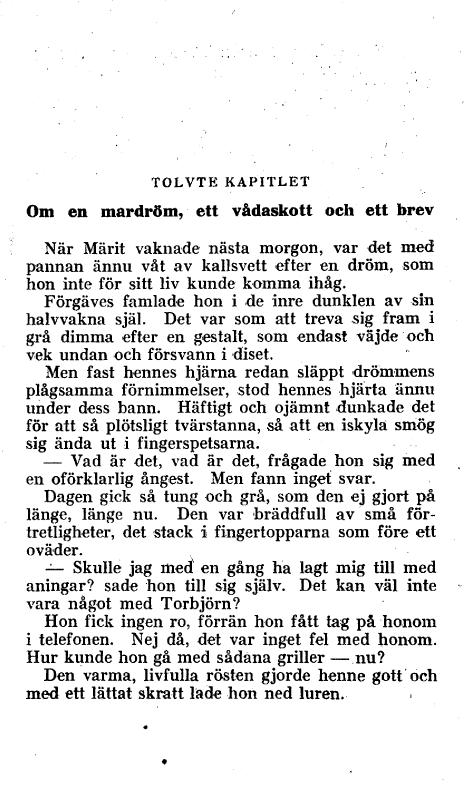 TOLVTE KAPITLET
Om en mardröm, ett vådaskott och ett brev
När Märit vaknade nästa morgon, var det med
pannan ännu våt av kallsvett efter en dröm, som
hon inte för sitt liv kunde komma ihåg.
Förgäves famlade hon i de inre dunklen av sin
halvvakna själ. Det var som att treva sig fram i
grå dimma efter en gestalt, som endast väjde och
vek undan och försvann i diset.
Men fast hennes hjärna redan släppt drömmens
plågsamma förnimmelser, stod hennes hjärta ännu
under dess bann. Häftigt och ojämnt dunkade det
för att så plötsligt tvärstanna, så att en iskyla smög
sig ända ut i fingerspetsarna.
— Vad är det, vad är det, frågade hon sig med
en oförklarlig ångest. Men fann inget svar.
Dagen gick så tung och grå, som den ej gjort på
länge, länge nu. Den var bräddfull av små för-
tretligheter, det stack i fingertopparna som före ett
oväder.
— Skulle jag med en gång ha lagt mig till med
aningar? sade hon till sig själv. Det kan väl inte
vara något med Torbjörn?
Hon fick ingen ro, förrän hon fått tag på honom
i telefonen. Nej då, det var inget fel med honom.
Hur kunde hon gå med sådana griller — nu?
Den varma, livfulla rösten gjorde henne gott och
med ett lättat skratt lade hon ned luren.